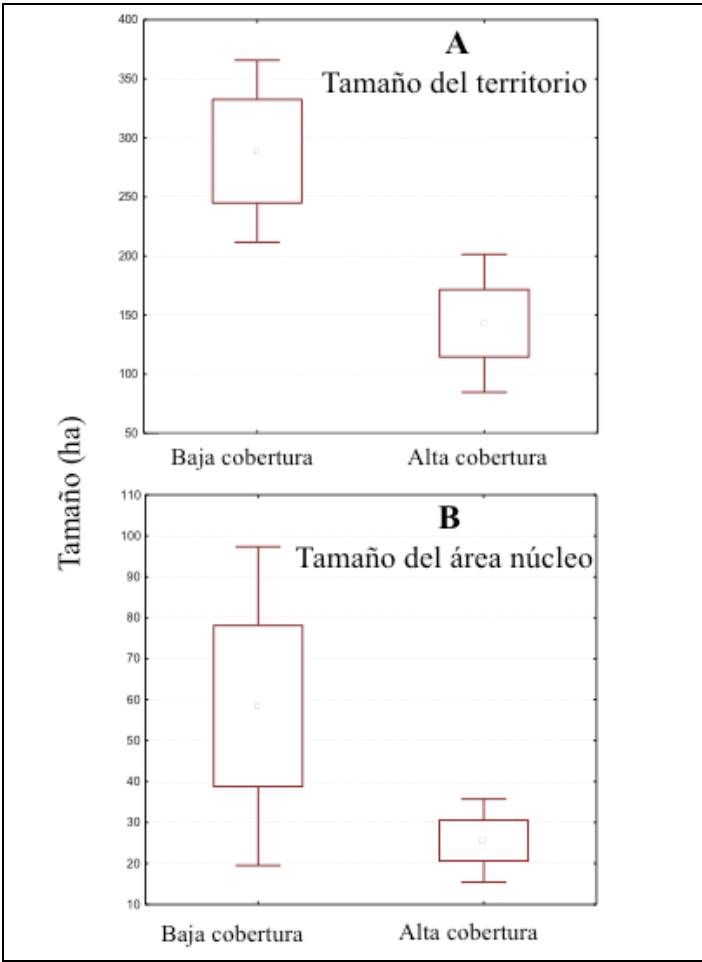 A
Tamaño del territorio
400
350
300
250
200
150
100
50
Baja cobertura Alta cobertura
Tamaño (ha)
B
Tamaño del área núcleo
110
100
90
80
70
60
50
40
30
20
10
Baja cobertura Alta cobertura